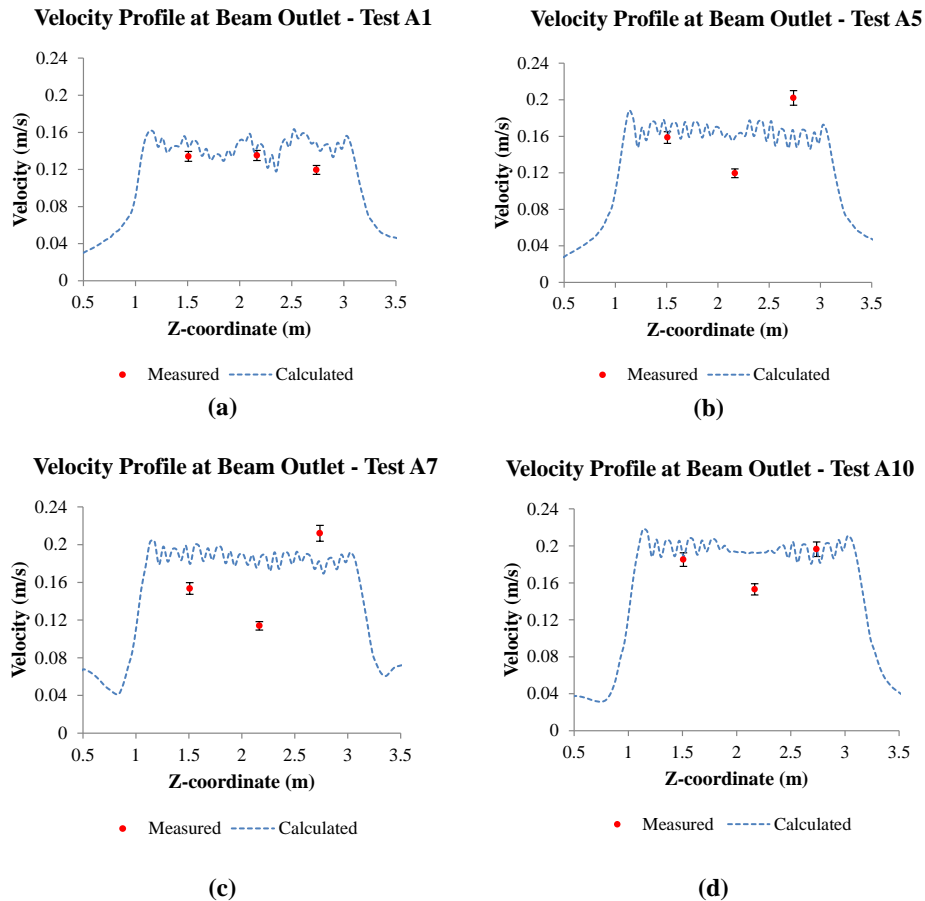 Velocity Profile at Beam Outlet - Test A1
0.24
0.2
0.16
0.12
0.08
0.04
0
Velocity (m/s)
0.5 1 1.5 2 2.5 3 3.5
Z-coordinate (m)
Measured Calculated
(a)
Velocity Profile at Beam Outlet - Test A5
0.24
0.2
0.16
0.12
0.08
0.04
0
Velocity (m/s)
0.5 1 1.5 2 2.5 3 3.5
Z-coordinate (m)
Measured Calculated
(b)
Velocity Profile at Beam Outlet - Test A7
0.24
0.2
0.16
0.12
0.08
0.04
0
Velocity (m/s)
0.5 1 1.5 2 2.5 3 3.5
Z-coordinate (m)
Measured Calculated
(c)
Velocity Profile at Beam Outlet - Test A10
0.24
0.2
0.16
0.12
0.08
0.04
0
Velocity (m/s)
0.5 1 1.5 2 2.5 3 3.5
Z-coordinate (m)
Measured Calculated
(d)